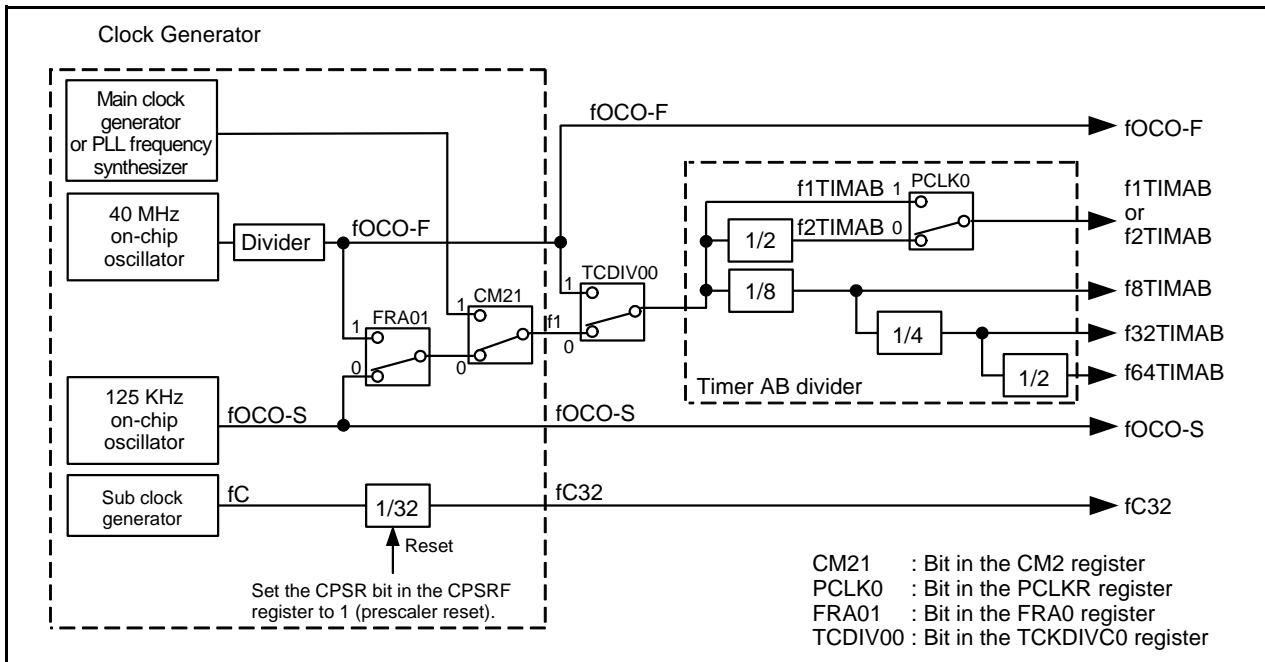 Clock Generator
Main clock
generator
or PLL frequency
synthesizer
40 MHz
on-chip
oscillator
Divider
fOCO-F
fOCO-F
fOCO-F
FRA01
1
0
CM21
1
0
f1
TCDIV00
1
0
f1TIMAB
1
PCLK0
1/2
f2TIMAB
0
f1TIMAB
or
f2TIMAB
1/8
f8TIMAB
1/4
f32TIMAB
1/2
f64TIMAB
Timer AB divider
125 KHz
on-chip
oscillator
fOCO-S
fOCO-S
fOCO-S
Sub clock
generator
fC
1/32
fC32
fC32
Reset
Set the CPSR bit in the CPSRF
register to 1 (prescaler reset).
CM21 : Bit in the CM2 register
PCLK0 : Bit in the PCLKR register
FRA01 : Bit in the FRA0 register
TCDIV00 : Bit in the TCKDIVC0 register